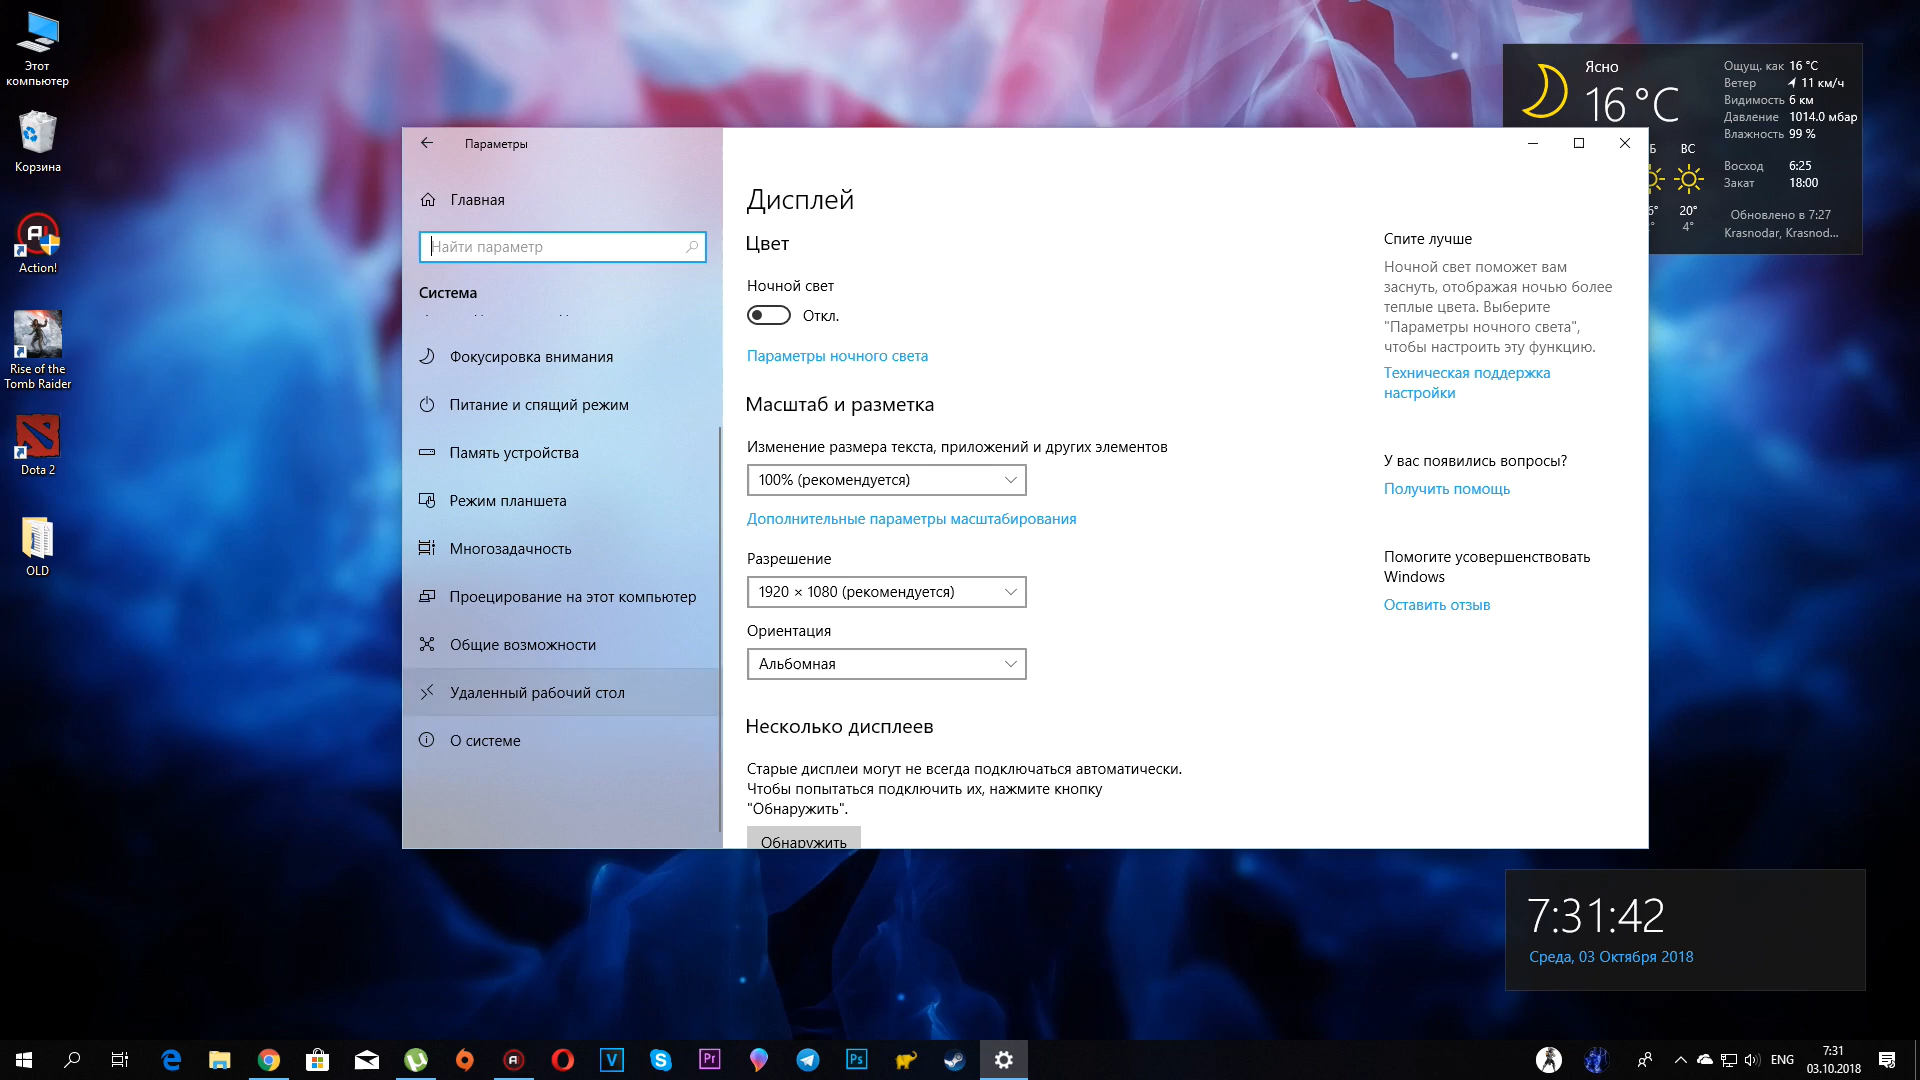 Этот
компьютер
Корзина
Action!
Rise of the
Tomb Raider
Dota 2
OLD
Параметры
Главная
Найти параметр
Система
Фокусировка внимания
Питание и спящий режим
Память устройства
Режим планшета
Многозадачность
Проецирование на этот компьютер
Общие возможности
Удаленный рабочий стол
О системе
Дисплей
Цвет
Ночной свет
Откл.
Параметры ночного света
Масштаб и разметка
Изменение размера текста, приложений и других элементов
100% (рекомендуется)
Дополнительные параметры масштабирования
Разрешение
1920 × 1080 (рекомендуется)
Ориентация
Альбомная
Несколько дисплеев
Старые дисплеи могут не всегда подключаться автоматически.
Чтобы попытаться подключить их, нажмите кнопку
"Обнаружить".
Обнаружить
Спите лучше
Ночной свет поможет вам
заснуть, отображая ночью более
теплые цвета. Выберите
"Параметры ночного света",
чтобы настроить эту функцию.
Техническая поддержка
настройки
У вас появились вопросы?
Получить помощь
Помогите усовершенствовать
Windows
Оставить отзыв
Ясно
16°C
Ощущ. как 16 °C
Ветер 11 км/ч
Видимость 6 км
Давление 1014.0 мбар
Влажность 99 %
ВС
20°
4°
Восход 6:25
Закат 18:00
Обновлено в 7:27
Krasnodar, Krasnod...
7:31:42
Среда, 03 Октября 2018
ENG
7:31
03.10.2018